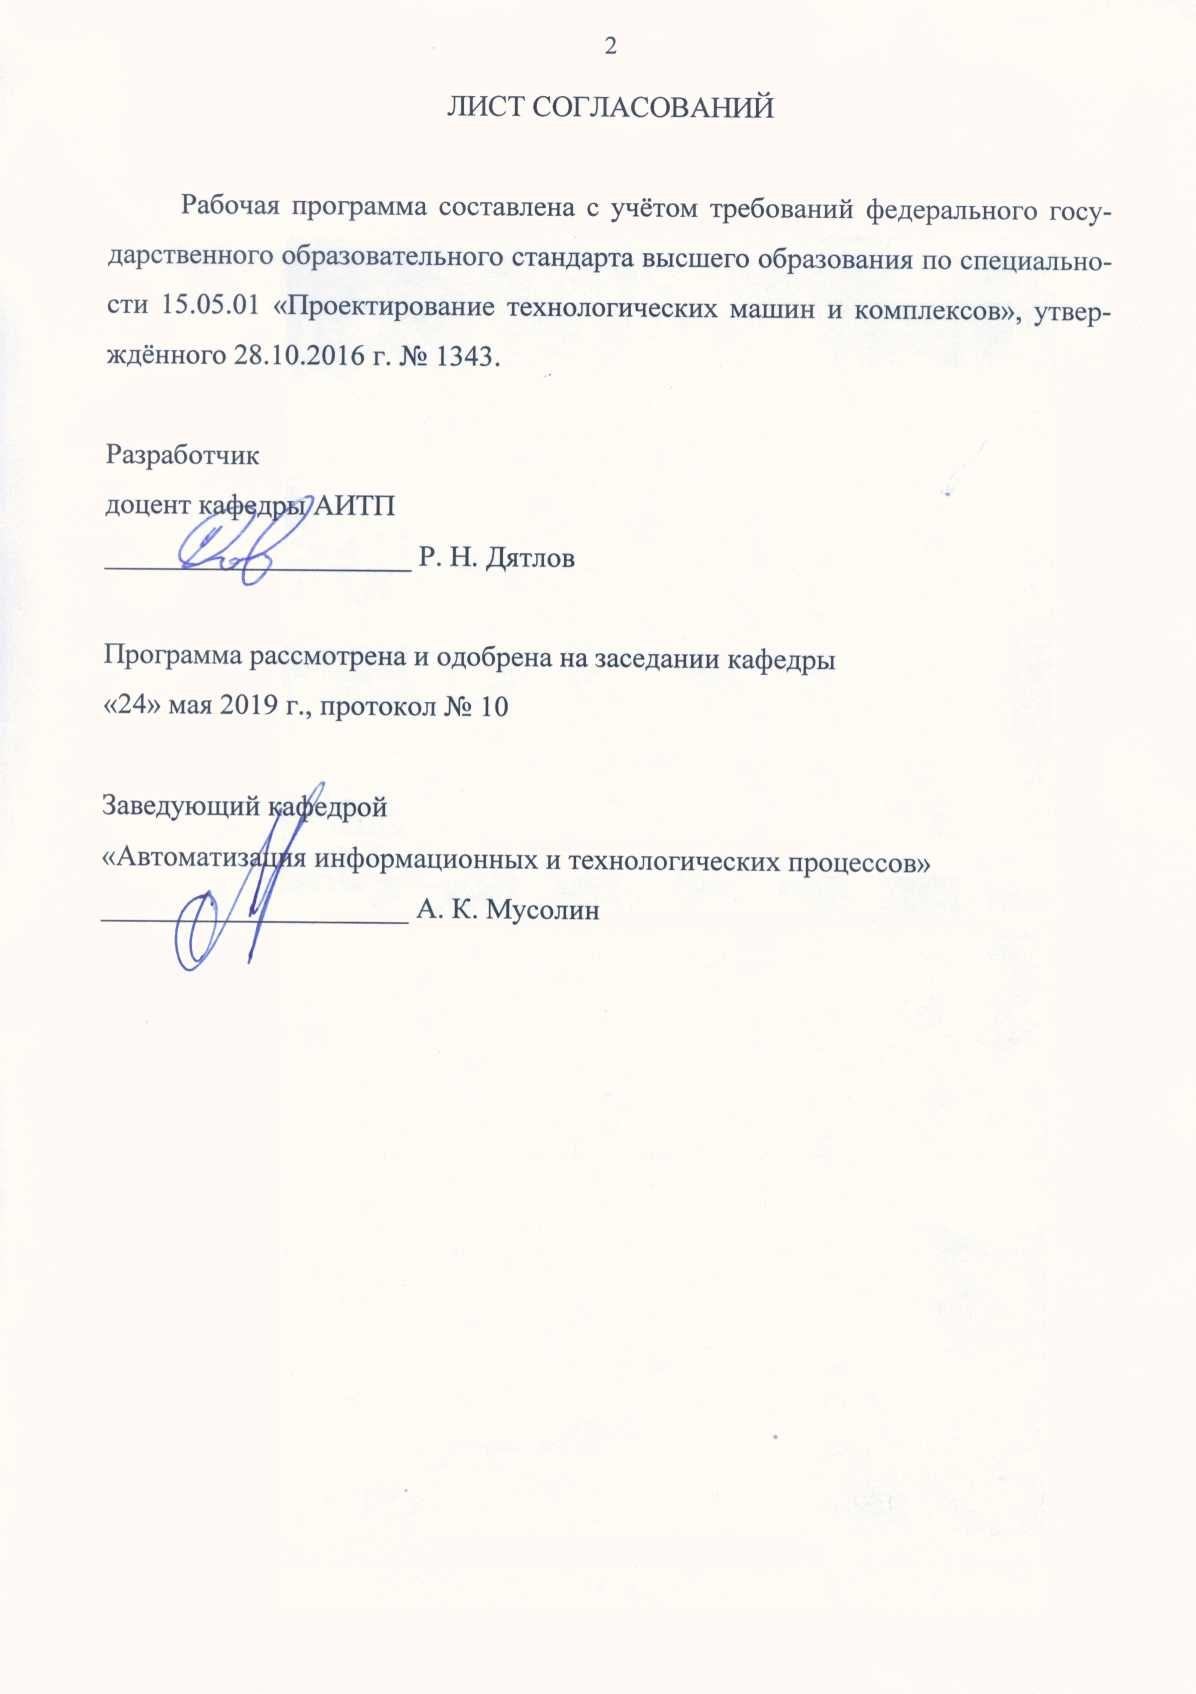 2
ЛИСТ СОГЛАСОВАНИЙ
Рабочая программа составлена с учётом требований федерального госу-
дарственного образовательного стандарта высшего образования по специально-
сти 15.05.01 «Проектирование технологических машин и комплексов», утвер-
ждённого 28.10.2016 г. № 1343.
Разработчик
доцент кафедры АИТП
______________________ Р. Н. Дятлов
Программа рассмотрена и одобрена на заседании кафедры
«24» мая 2019 г., протокол № 10
Заведующий кафедрой
«Автоматизация информационных и технологических процессов»
______________________ А. К. Мусолин